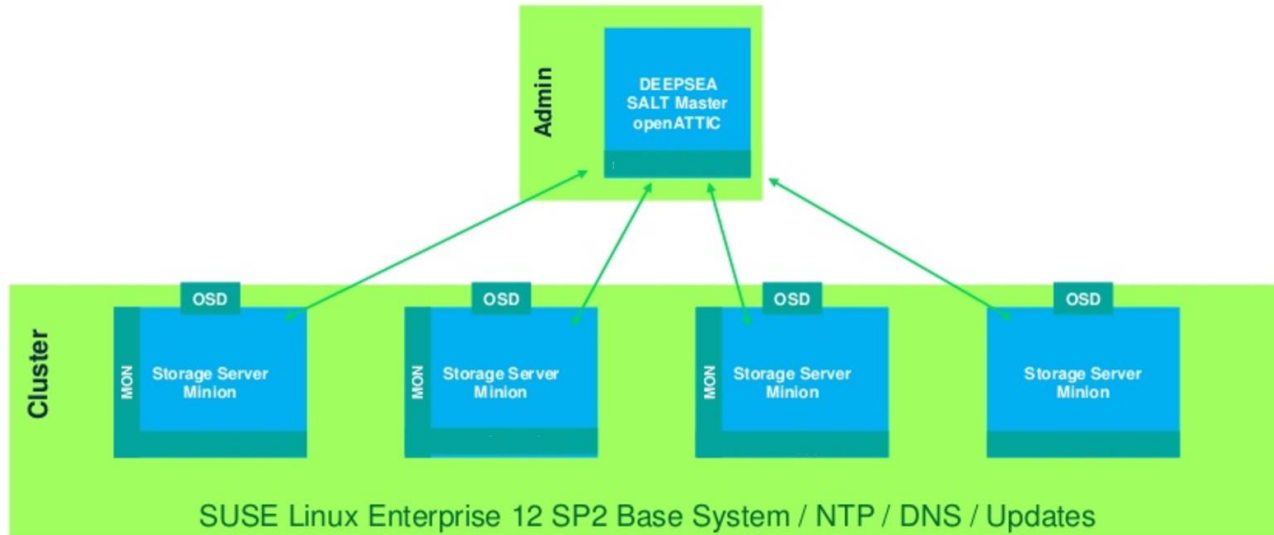 Admin
DEEPSEA
SALT Master
openATTIC
Cluster
OSD
MON
Storage Server
Minion
OSD
MON
Storage Server
Minion
OSD
MON
Storage Server
Minion
OSD
Storage Server
Minion
SUSE Linux Enterprise 12 SP2 Base System / NTP / DNS / Updates